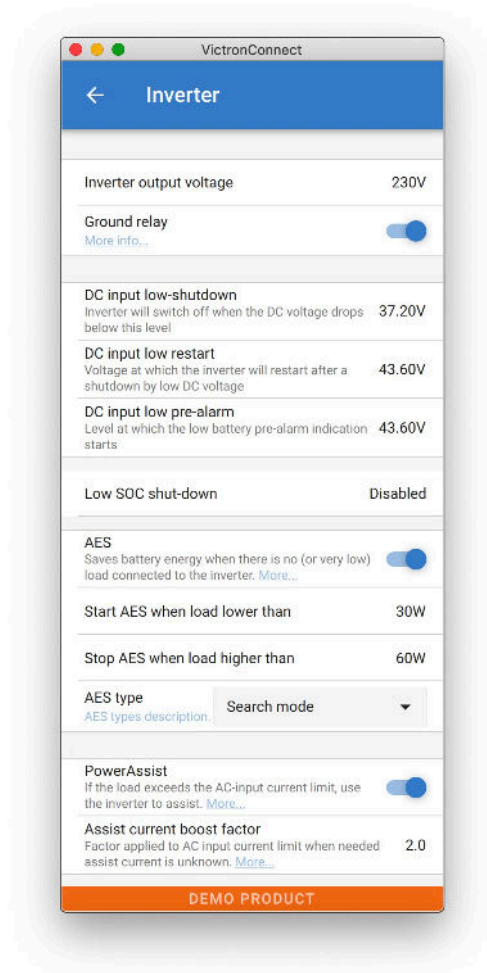 VictronConnect
Inverter
Inverter output voltage 230V
Ground relay
More info...
DC input low-shutdown
Inverter will switch off when the DC voltage drops 37.20V
below this level
DC input low restart
Voltage at which the inverter will restart after a 43.60V
shutdown by low DC voltage
DC input low pre-alarm
Level at which the low battery pre-alarm indication 43.60V
starts
Low SOC shut-down Disabled
AES
Saves battery energy when there is no (or very low)
load connected to the inverter. More...
Start AES when load lower than 30W
Stop AES when load higher than 60W
AES type Search mode
AES types description.
PowerAssist
If the load exceeds the AC-input current limit, use
the inverter to assist. More...
Assist current boost factor
Factor applied to AC input current limit when needed 2.0
assist current is unknown. More...
DEMO PRODUCT